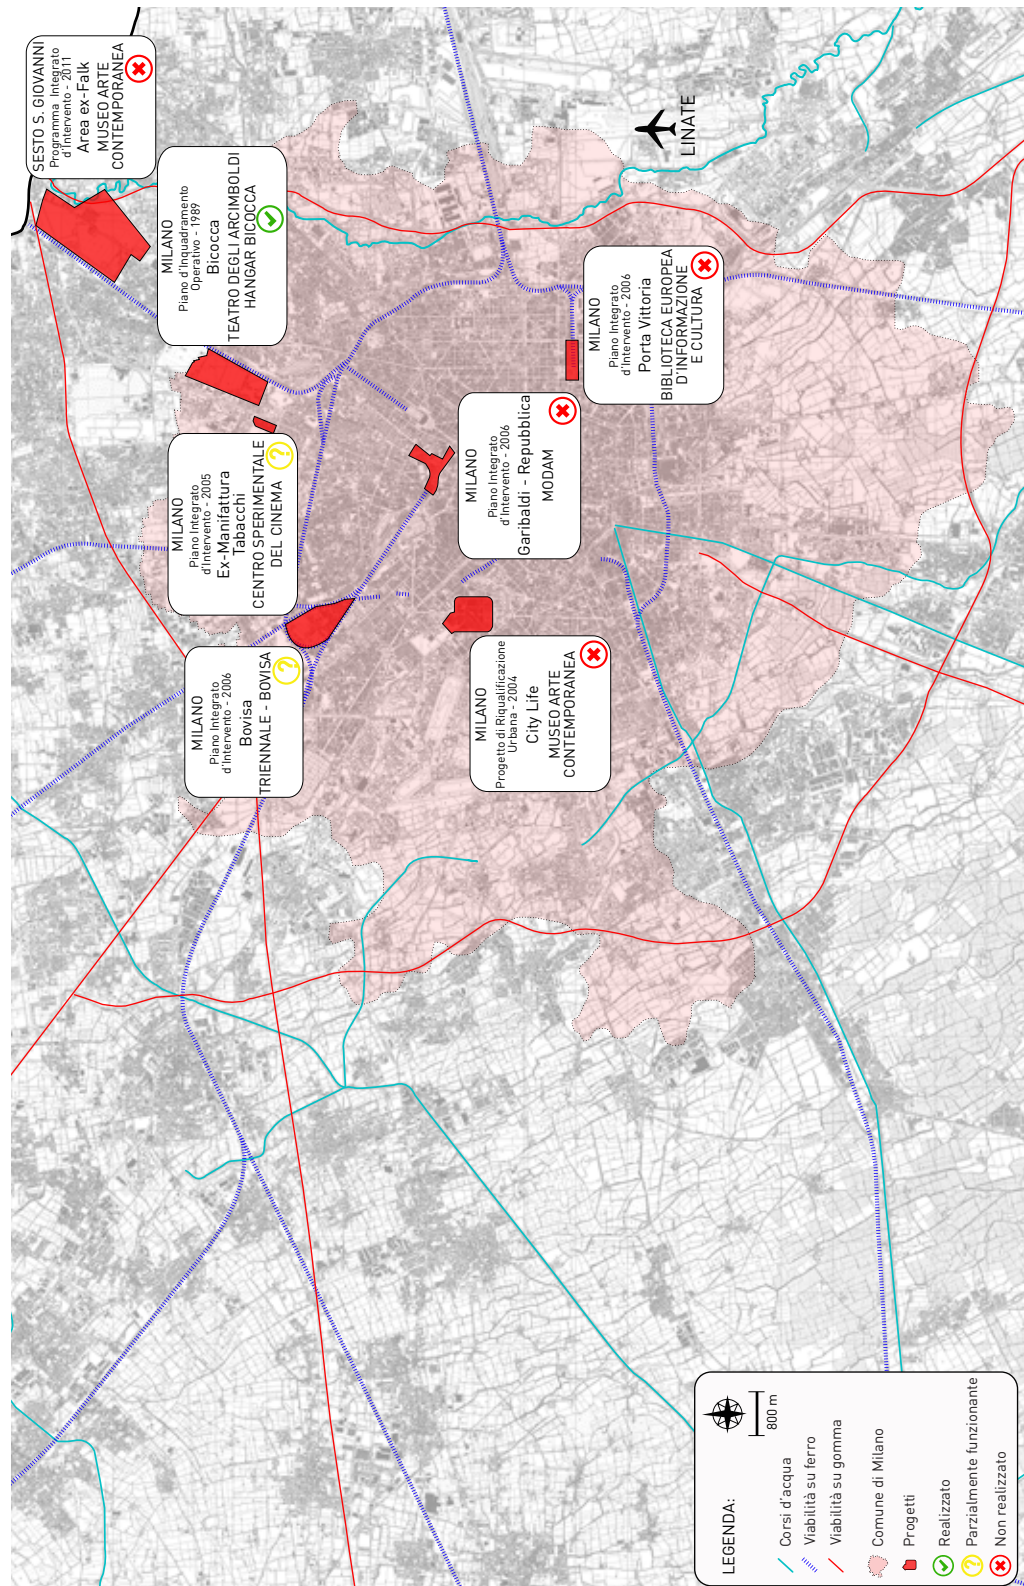 SESTO S. GIOVANNI
Programma Integrato
d'Intervento - 2011
Area ex-Falk
MUSEO ARTE
CONTEMPORANEA
MILANO
Piano d'Inquadramento
Operativo - 1989
Bicocca
TEATRO DEGLI ARCIMBOLDI
HANGAR BICOCCA
LINATE
MILANO
Piano Integrato
d'Intervento - 2006
Porta Vittoria
BIBLIOTECA EUROPEA
D'INFORMAZIONE
E CULTURA
MILANO
Piano Integrato
d'Intervento - 2005
Ex-Manifattura
Tabacchi
CENTRO SPERIMENTALE
DEL CINEMA
MILANO
Piano Integrato
d'Intervento - 2006
Garibaldi - Repubblica
MODAM
MILANO
Piano Integrato
d'Intervento - 2006
Bovisa
TRIENNALE - BOVISA
MILANO
Progetto di Riqualificazione
Urbana - 2004
City Life
MUSEO ARTE
CONTEMPORANEA
LEGENDA:
800 m
Corsi d'acqua
Viabilità su ferro
Viabilità su gomma
Comune di Milano
Progetti
Realizzato
Parzialmente funzionante
Non realizzato